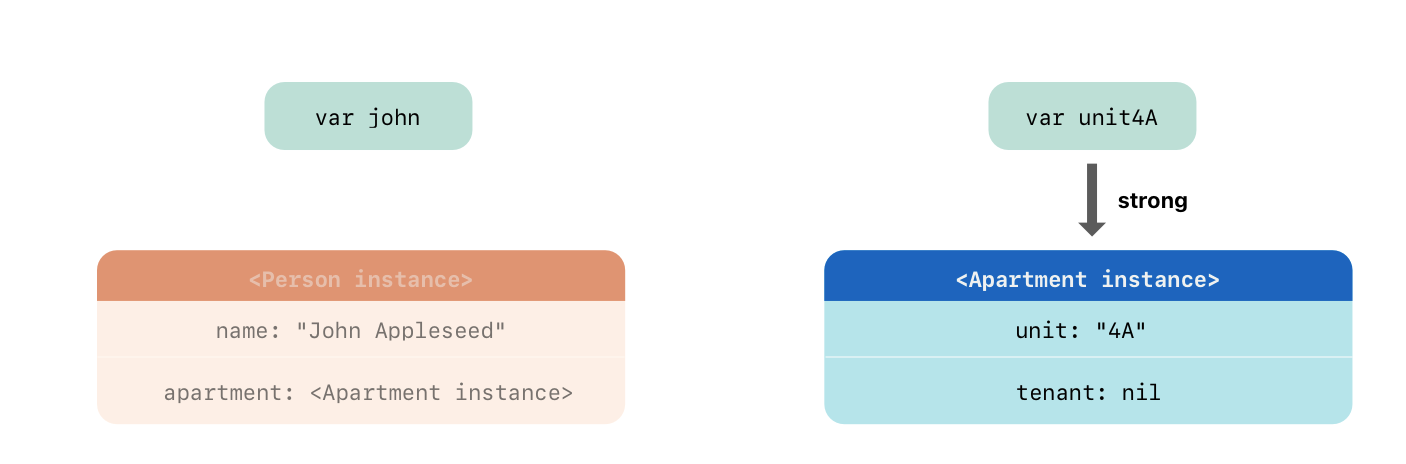 var john
var unit4A
strong
<Person instance>
name: "John Appleseed"
apartment: <Apartment instance>
<Apartment instance>
unit: "4A"
tenant: nil